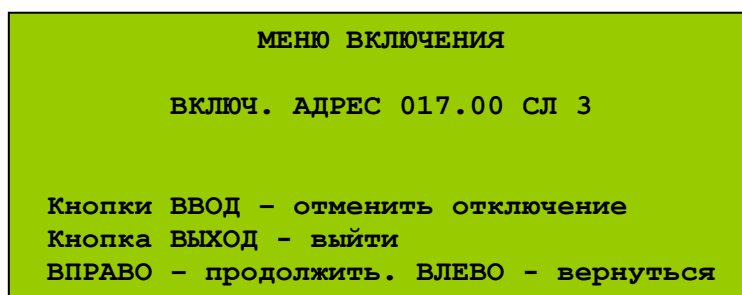 МЕНЮ ВКЛЮЧЕНИЯ
ВКЛЮЧ. АДРЕС 017.00 СЛ 3
Кнопки ВВОД – отменить отключение
Кнопка ВЫХОД - выйти
ВПРАВО – продолжить. ВЛЕВО - вернуться